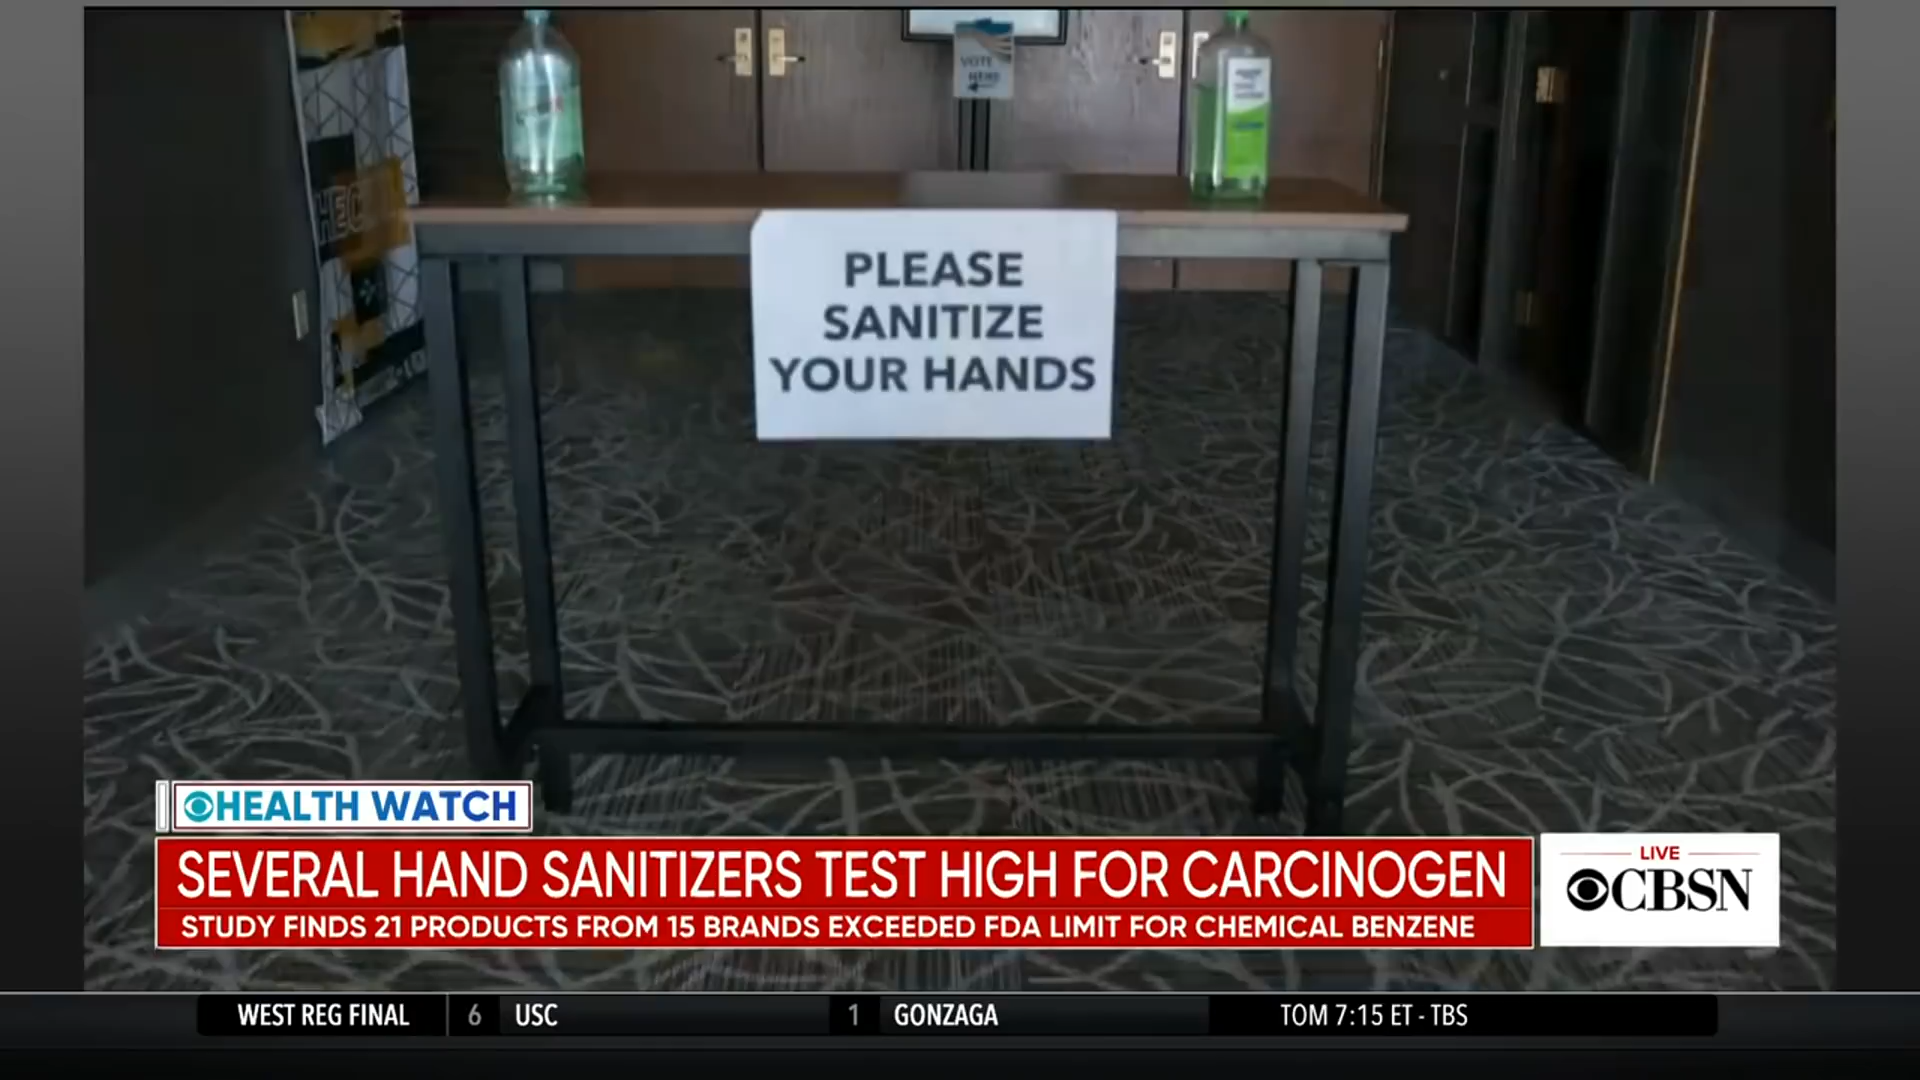 VOTE
HERE
PLEASE
SANITIZE
YOUR HANDS
HEALTH WATCH
SEVERAL HAND SANITIZERS TEST HIGH FOR CARCINOGEN
STUDY FINDS 21 PRODUCTS FROM 15 BRANDS EXCEEDED FDA LIMIT FOR CHEMICAL BENZENE
LIVE
CBSN
WEST REG FINAL 6 USC 1 GONZAGA TOM 7:15 ET - TBS